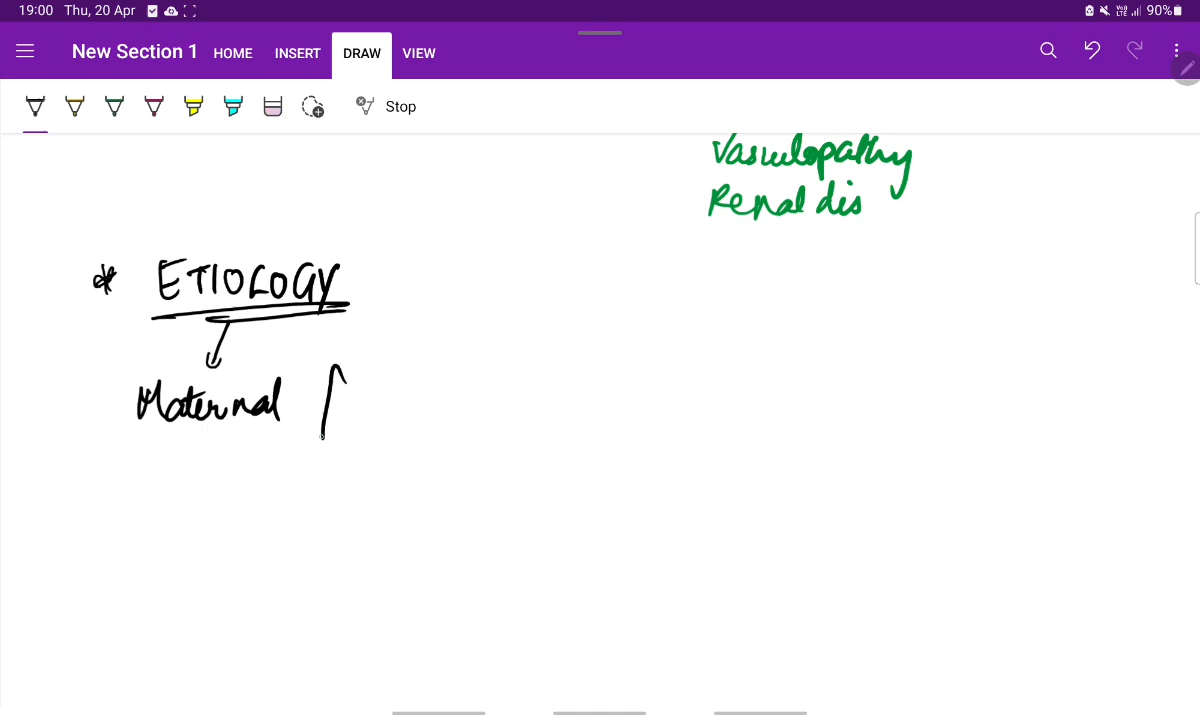 19:00 Thu, 20 Apr 90%
New Section 1 HOME INSERT DRAW VIEW
Stop
Vasculopathy
Renal dis
* ETIOLOGY
Maternal